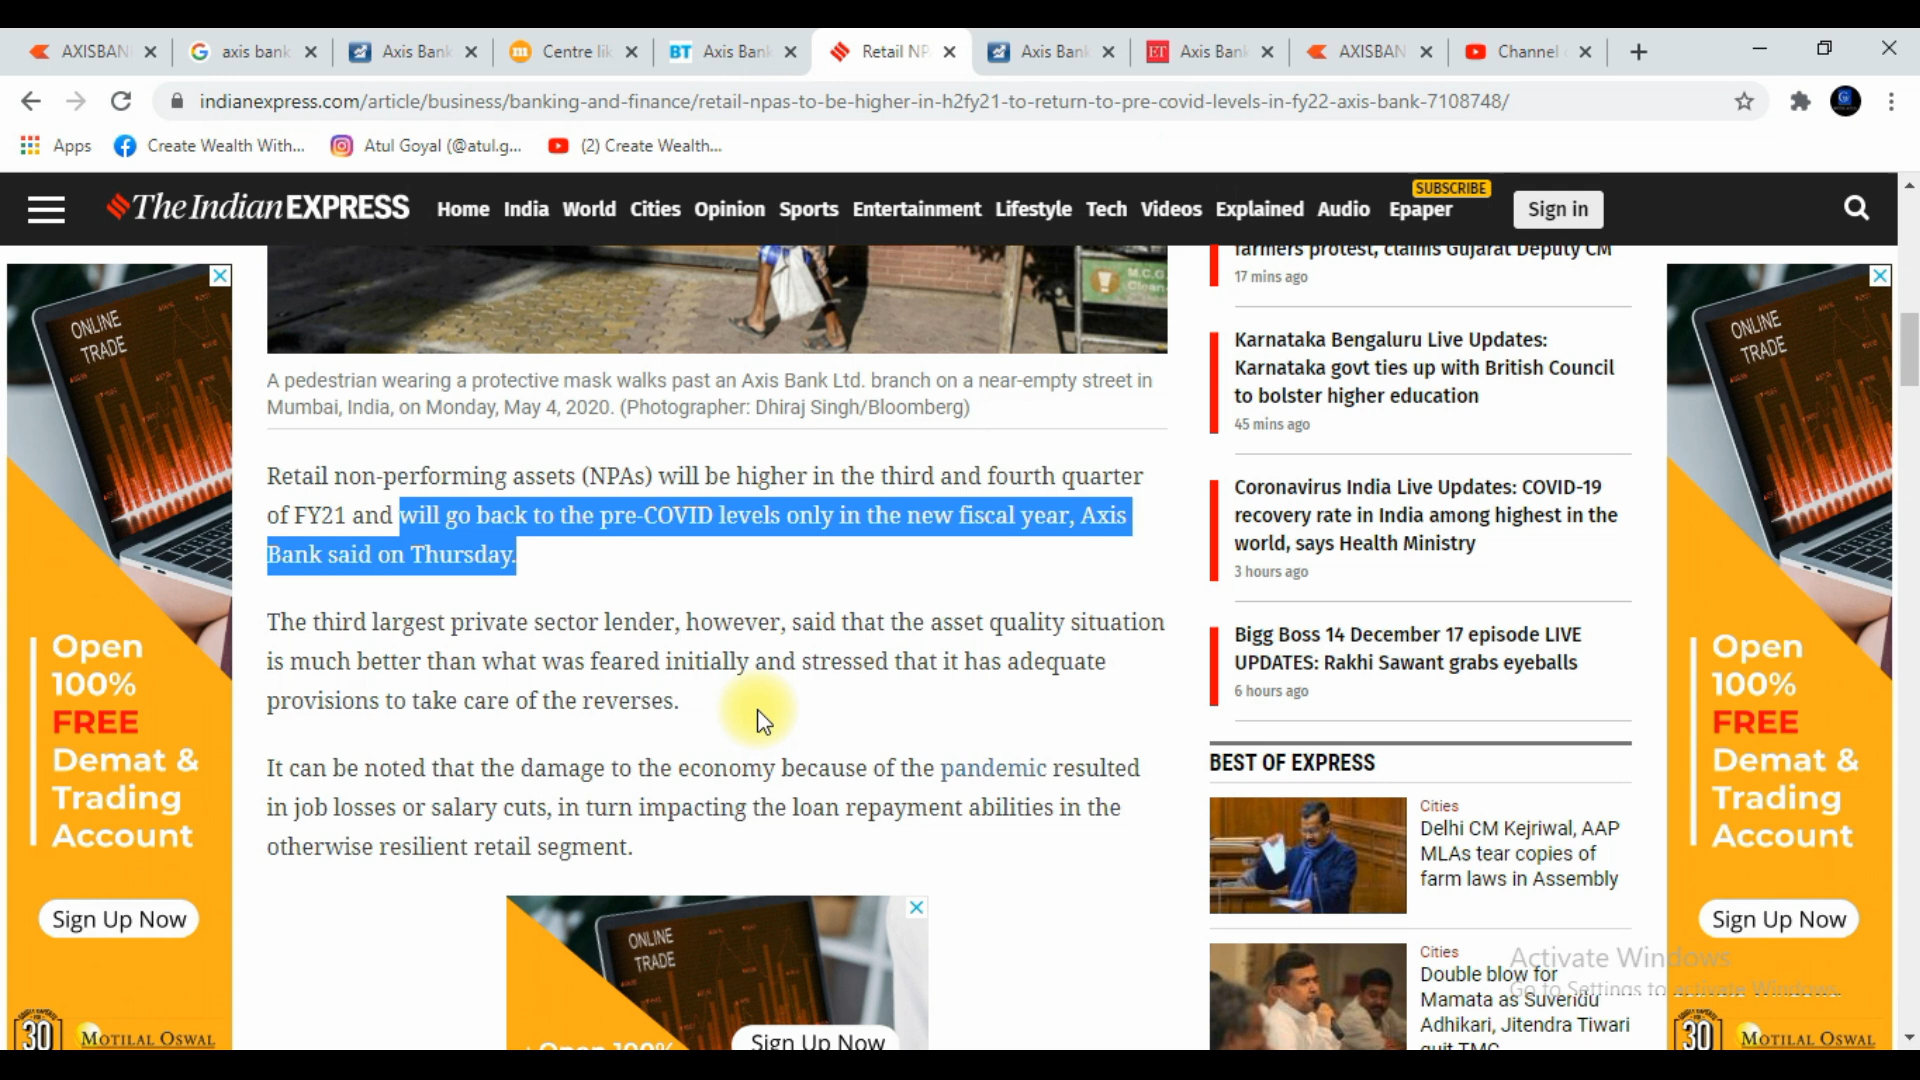 AXISBAN
axis bank
Axis Bank
Centre lik
BT Axis Bank
Retail NP
Axis Bank
ET Axis Bank
AXISBAN
Channel
indianexpress.com/article/business/banking-and-finance/retail-npas-to-be-higher-in-h2fy21-to-return-to-pre-covid-levels-in-fy22-axis-bank-7108748/
Apps
Create Wealth With...
Atul Goyal (@atul.g...
(2) Create Wealth...
The Indian EXPRESS
Home India World Cities Opinion Sports Entertainment Lifestyle Tech Videos Explained Audio Epaper
SUBSCRIBE
Sign in
ONLINE
TRADE
Open
100%
FREE
Demat &
Trading
Account
Sign Up Now
30 MOTILAL OSWAL
M.C.G
Clean
A pedestrian wearing a protective mask walks past an Axis Bank Ltd. branch on a near-empty street in
Mumbai, India, on Monday, May 4, 2020. (Photographer: Dhiraj Singh/Bloomberg)
Retail non-performing assets (NPAs) will be higher in the third and fourth quarter
of FY21 and will go back to the pre-COVID levels only in the new fiscal year, Axis
Bank said on Thursday.
The third largest private sector lender, however, said that the asset quality situation
is much better than what was feared initially and stressed that it has adequate
provisions to take care of the reverses.
It can be noted that the damage to the economy because of the pandemic resulted
in job losses or salary cuts, in turn impacting the loan repayment abilities in the
otherwise resilient retail segment.
ONLINE
TRADE
Open 100%
Sign Up Now
farmers protest, claims Gujarat Deputy CM
17 mins ago
Karnataka Bengaluru Live Updates:
Karnataka govt ties up with British Council
to bolster higher education
45 mins ago
Coronavirus India Live Updates: COVID-19
recovery rate in India among highest in the
world, says Health Ministry
3 hours ago
Bigg Boss 14 December 17 episode LIVE
UPDATES: Rakhi Sawant grabs eyeballs
6 hours ago
BEST OF EXPRESS
Cities
Delhi CM Kejriwal, AAP
MLAs tear copies of
farm laws in Assembly
Cities
Double blow for
Mamata as Suvendu
Adhikari, Jitendra Tiwari
quit TMC
Activate Windows
Go to Settings to activate Windows.
ONLINE
TRADE
Open
100%
FREE
Demat &
Trading
Account
Sign Up Now
30 MOTILAL OSWAL